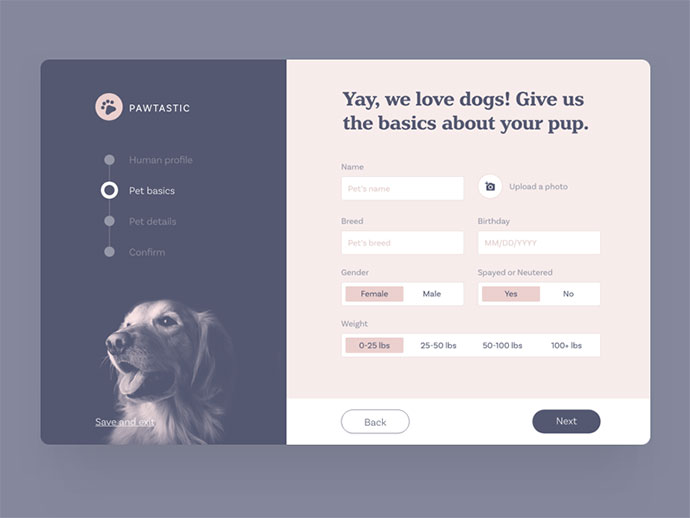 PAWTASTIC
Human profile
Pet basics
Pet details
Confirm
Save and exit
Yay, we love dogs! Give us
the basics about your pup.
Name
Pet's name
Upload a photo
Breed
Birthday
Pet's breed
MM/DD/YYYY
Gender
Spayed or Neutered
Female Male
Yes No
Weight
0-25 lbs 25-50 lbs 50-100 lbs 100+ lbs
Back
Next